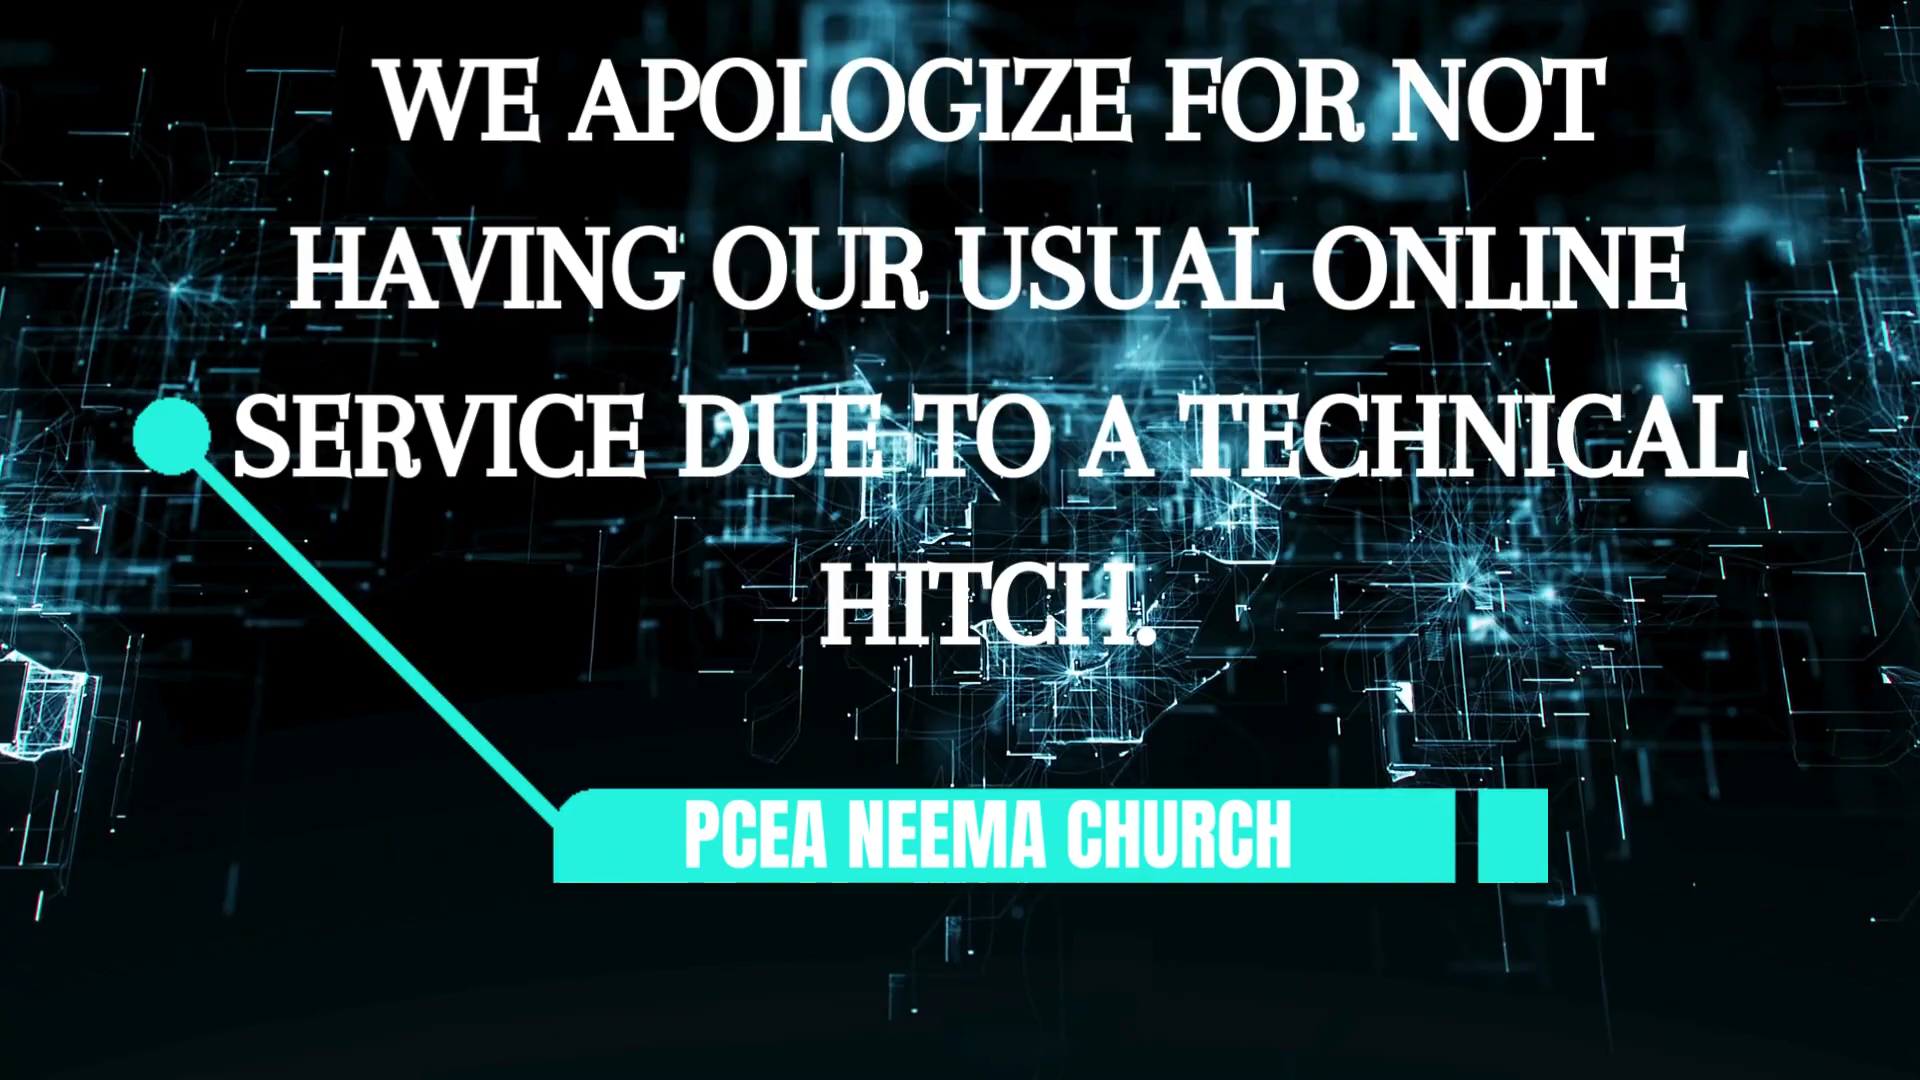 WE APOLOGIZE FOR NOT
HAVING OUR USUAL ONLINE
SERVICE DUE TO A TECHNICAL
HITCH.
PCEA NEEMA CHURCH